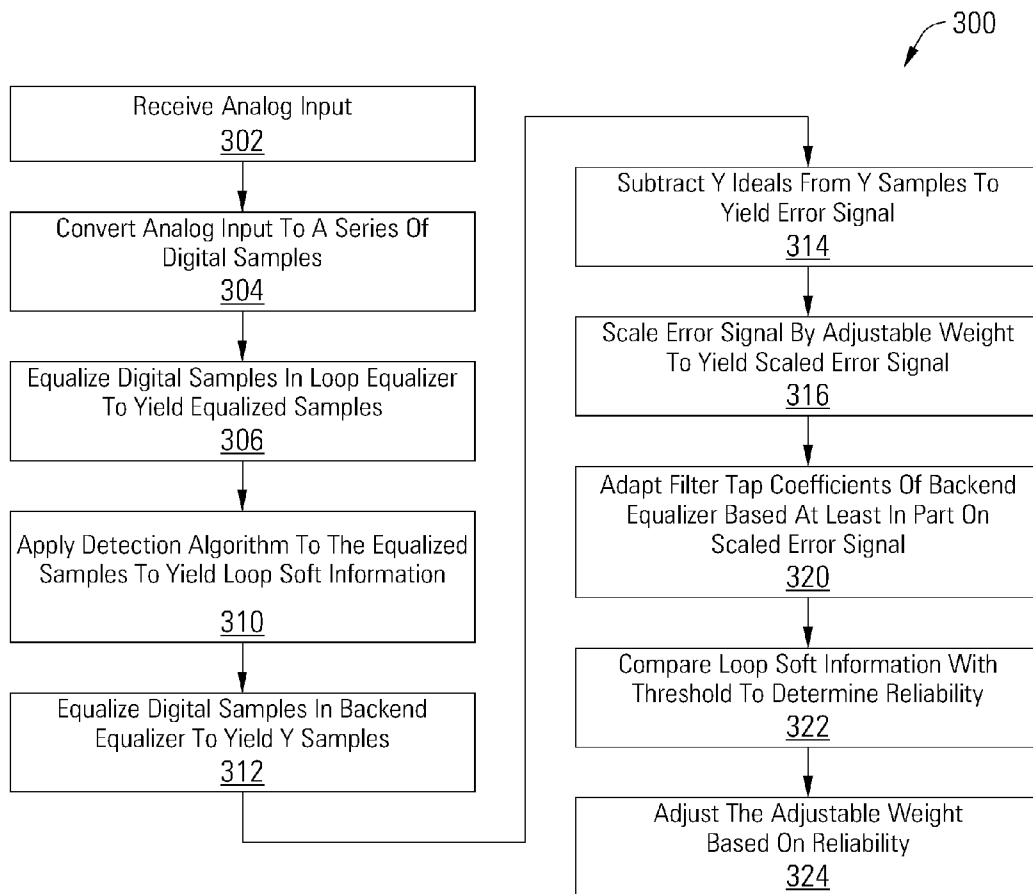 300
Receive Analog Input
302
Convert Analog Input To A Series Of
Digital Samples
304
Equalize Digital Samples In Loop Equalizer
To Yield Equalized Samples
306
Apply Detection Algorithm To The Equalized
Samples To Yield Loop Soft Information
310
Equalize Digital Samples In Backend
Equalizer To Yield Y Samples
312
Subtract Y Ideals From Y Samples To
Yield Error Signal
314
Scale Error Signal By Adjustable Weight
To Yield Scaled Error Signal
316
Adapt Filter Tap Coefficients Of Backend
Equalizer Based At Least In Part On
Scaled Error Signal
320
Compare Loop Soft Information With
Threshold To Determine Reliability
322
Adjust The Adjustable Weight
Based On Reliability
324